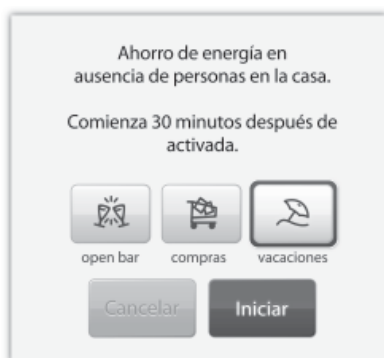 Ahorro de energía en
ausencia de personas en la casa.
Comienza 30 minutos después de
activada.
open bar compras vacaciones
Cancelar Iniciar